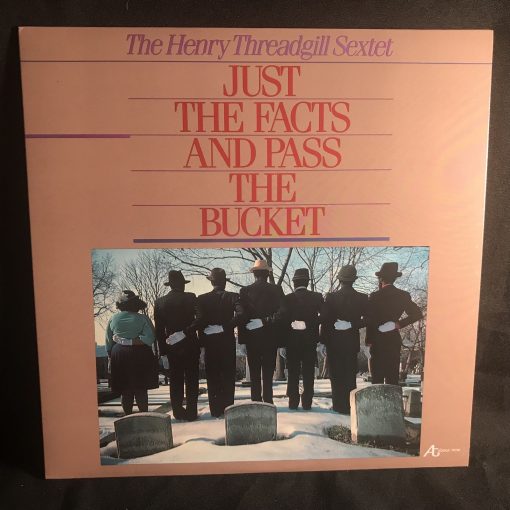 The Henry Threadgill Sextet
JUST
THE FACTS
AND PASS
THE
BUCKET